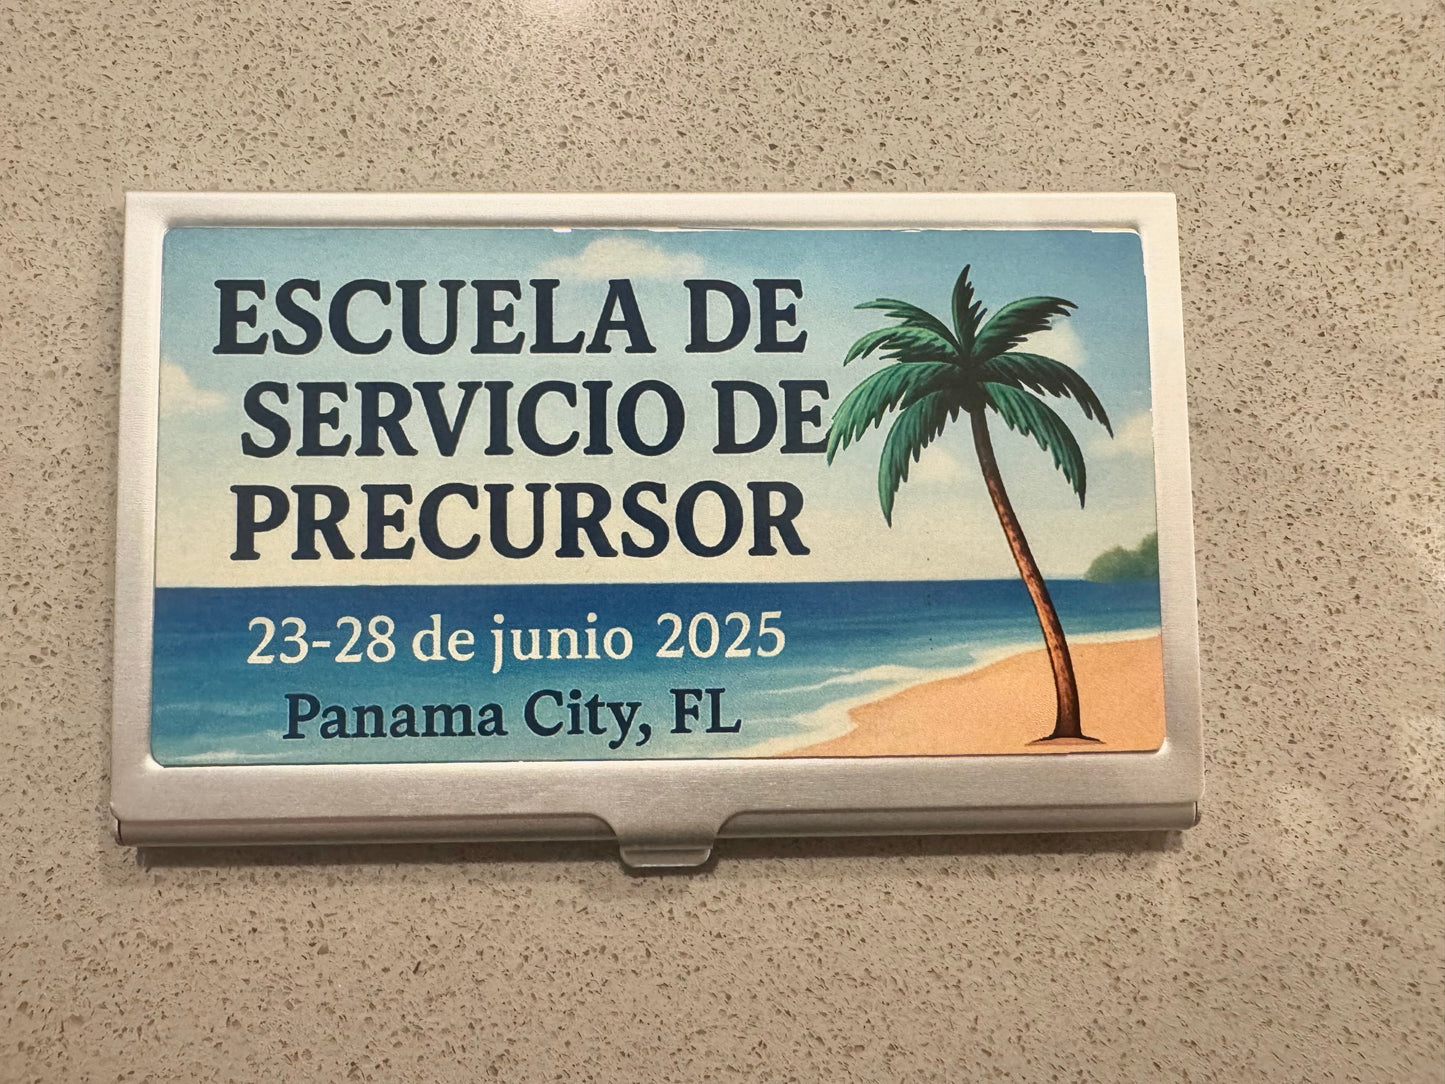 ESCUELA DE
SERVICIO DE
PRECURSOR
23-28 de junio 2025
Panama City, FL